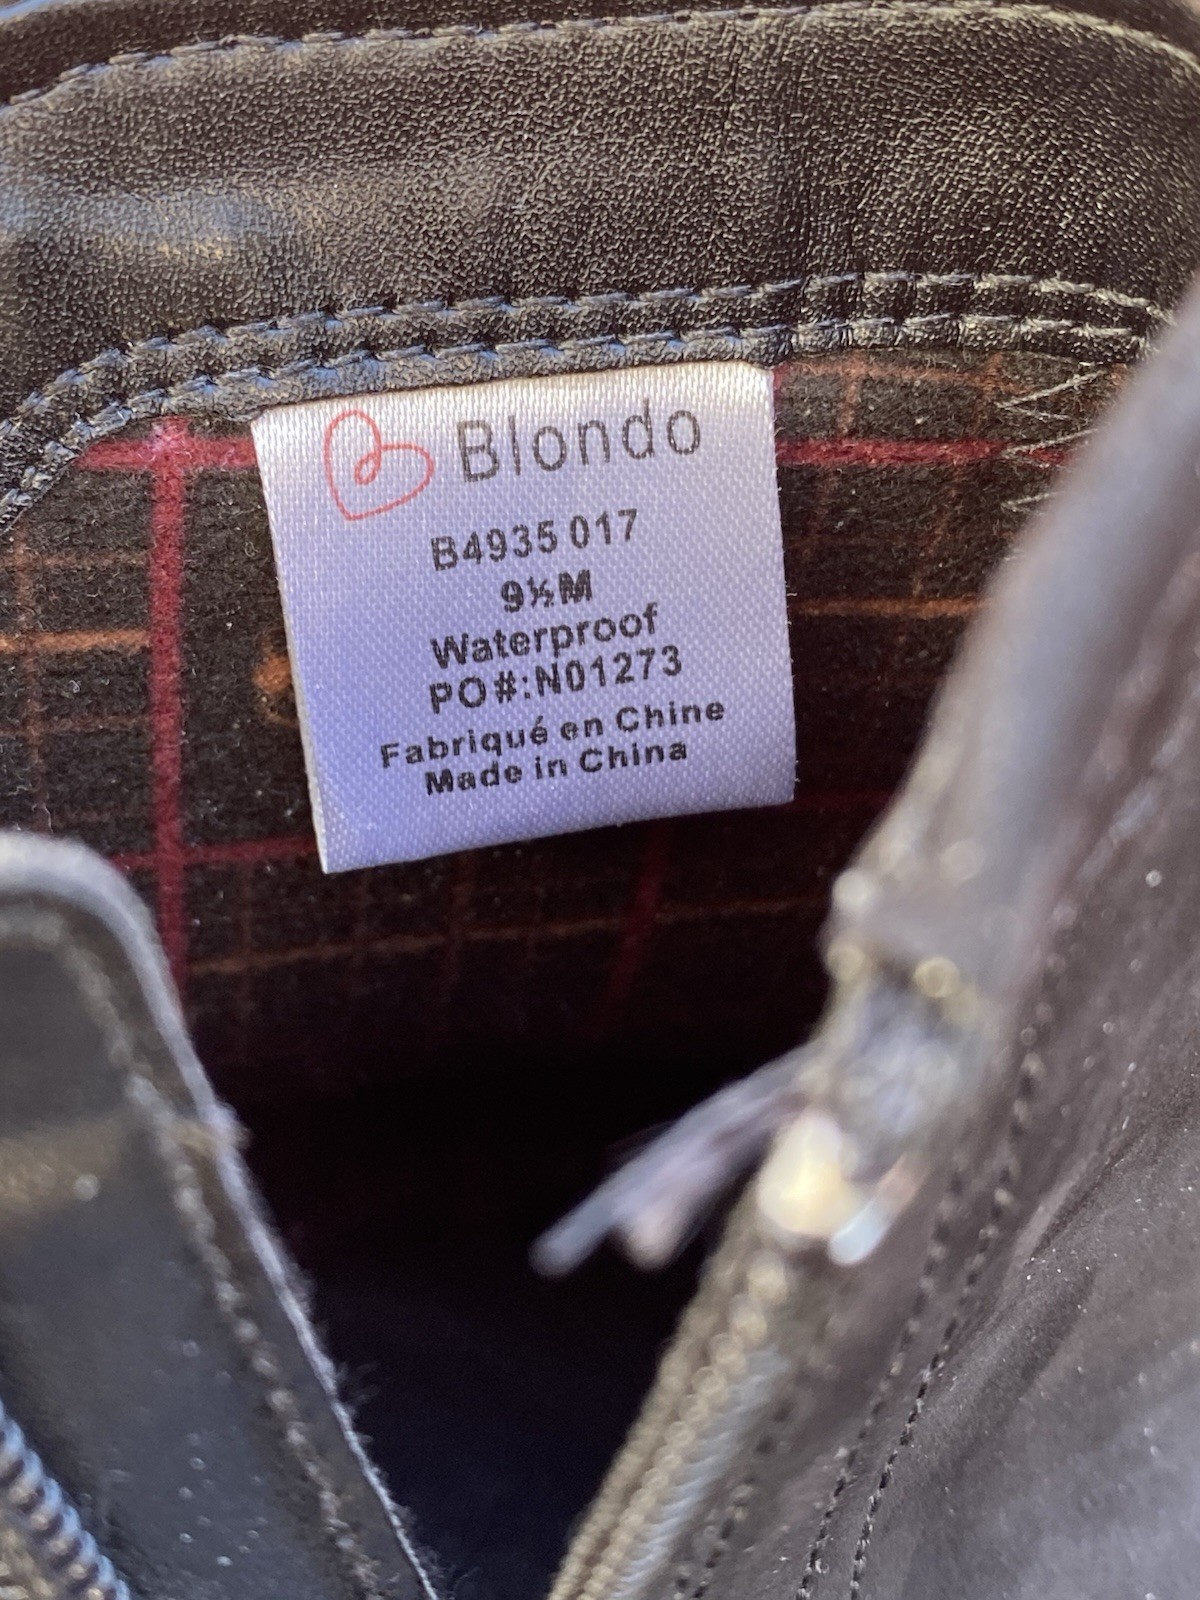 Blondo
B4935 017
9½M
Waterproof
PO#:N01273
Fabriqué en Chine
Made in China